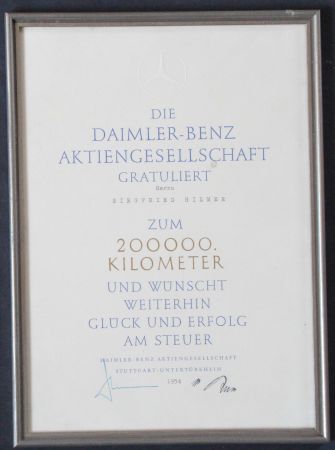 DIE
DAIMLER-BENZ
AKTIENGESELLSCHAFT
GRATULIERT
Herrn
SIEGFRIED HILMER
ZUM
200000.
KILOMETER
UND WÜNSCHT
WEITERHIN
GLÜCK UND ERFOLG
AM STEUER
DAIMLER-BENZ AKTIENGESELLSCHAFT
STUTTGART-UNTERTÜRKHEIM
1954